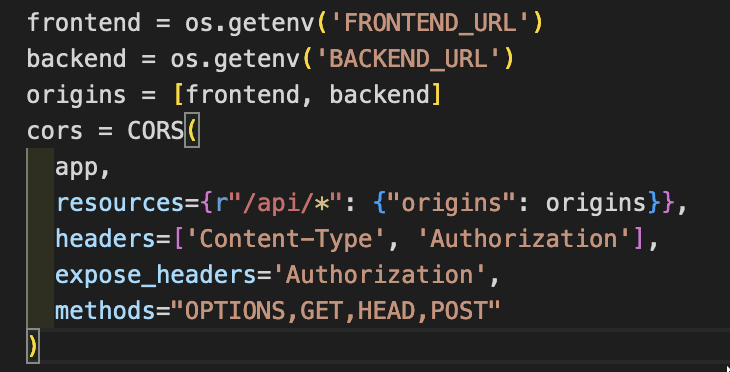 frontend = os.getenv('FRONTEND_URL')
backend = os.getenv('BACKEND_URL')
origins = [frontend, backend]
cors = CORS(
  app,
  resources={r"/api/*": {"origins": origins}},
  headers=['Content-Type', 'Authorization'],
  expose_headers='Authorization',
  methods="OPTIONS,GET,HEAD,POST"
)